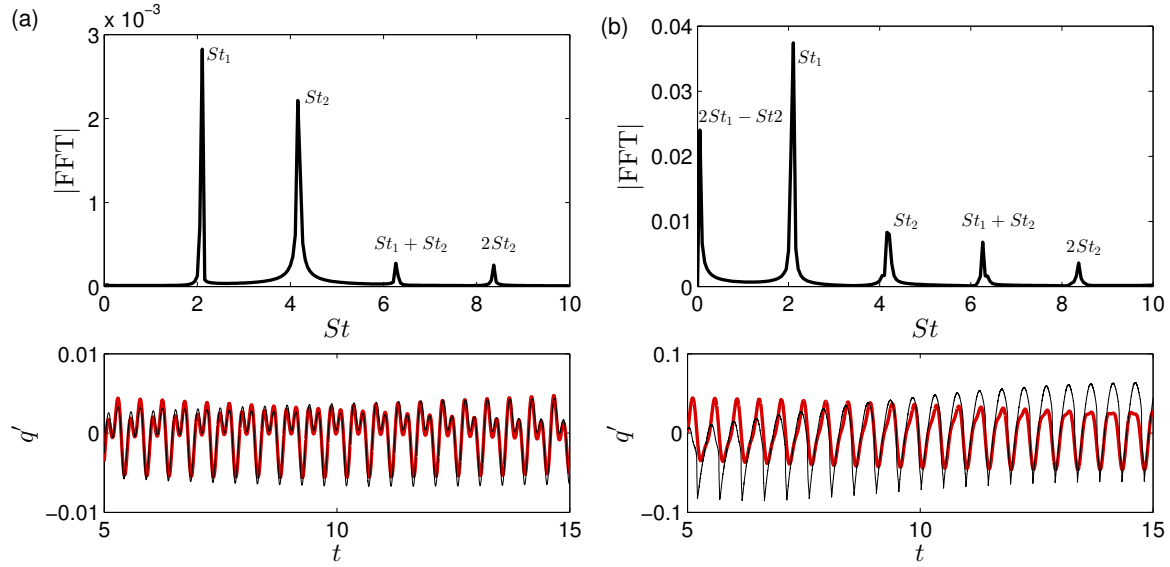 (a)
x 10⁻³
3
2
1
0
|FFT|
St₁
St₂
St₁ + St₂
2St₂
0 2 4 6 8 10
St
0.01
0
−0.01
q′
5 10 15
t
(b)
0.04
0.03
0.02
0.01
0
|FFT|
2St₁ − St2
St₁
St₂
St₁ + St₂
2St₂
0 2 4 6 8 10
St
0.1
0
−0.1
q′
5 10 15
t